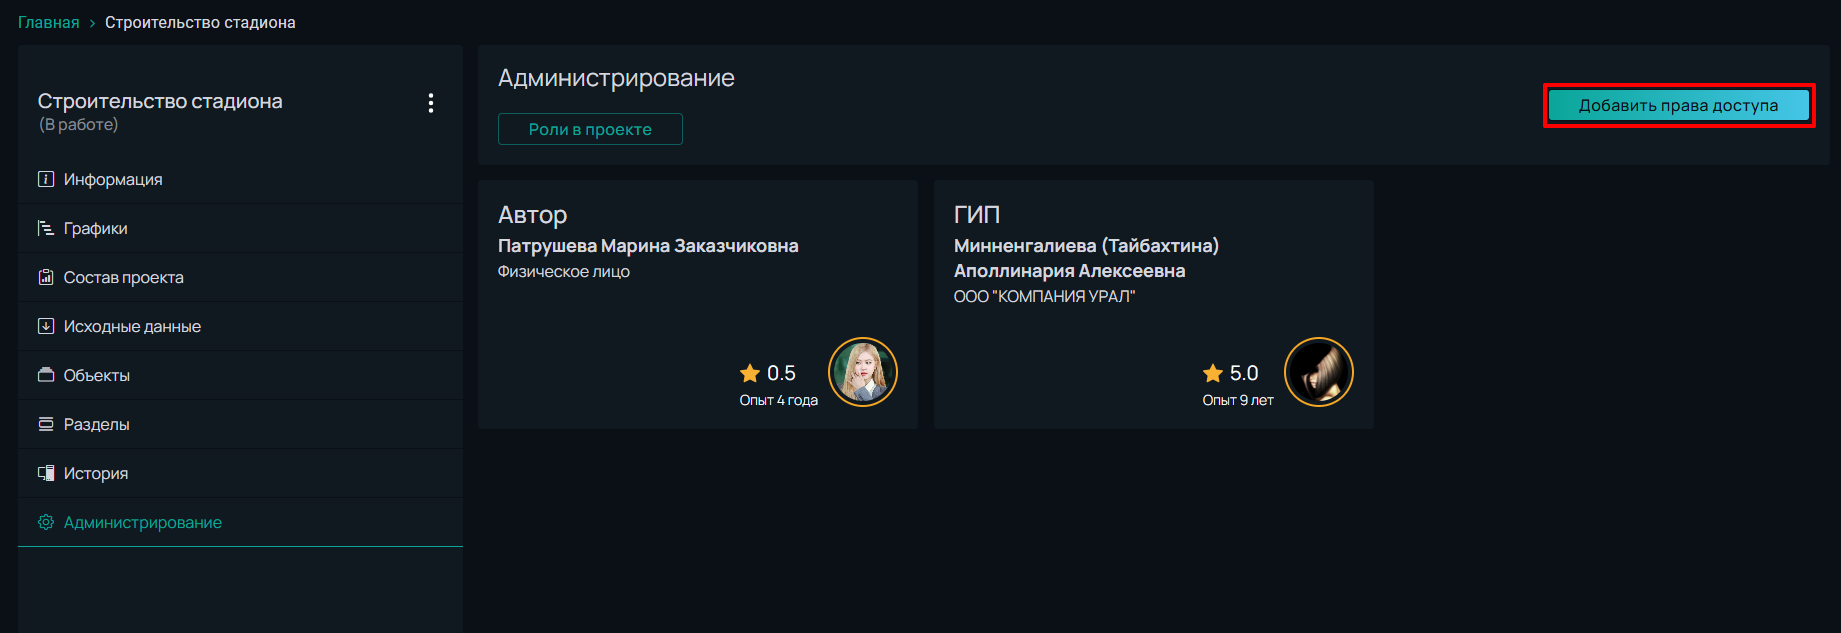 Главная > Строительство стадиона
Строительство стадиона
(В работе)
Информация
Графики
Состав проекта
Исходные данные
Объекты
Разделы
История
Администрирование
Администрирование
Роли в проекте
Добавить права доступа
Автор
Патрушева Марина Заказчиковна
Физическое лицо
0.5
Опыт 4 года
ГИП
Минненгалиева (Тайбахтина)
Аполлинария Алексеевна
ООО "КОМПАНИЯ УРАЛ"
5.0
Опыт 9 лет